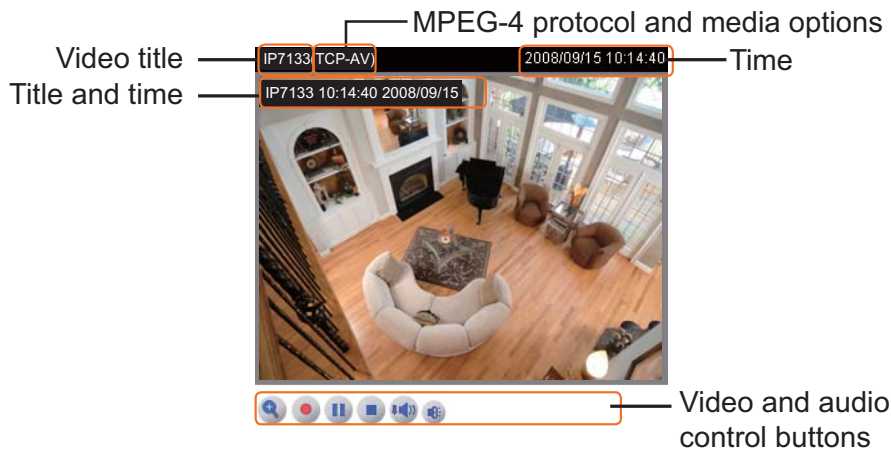 MPEG-4 protocol and media options
Video title
IP7133(TCP-AV)
2008/09/15 10:14:40
Time
Title and time
IP7133 10:14:40 2008/09/15
Video and audio
control buttons